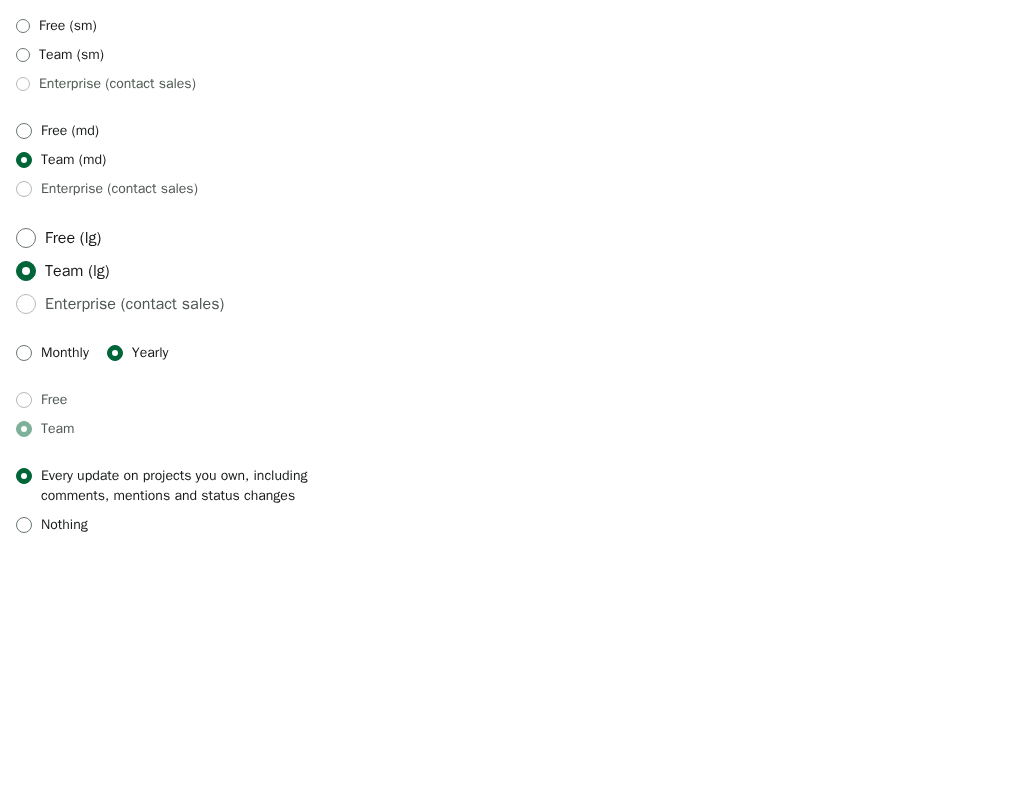 Free (sm)
Team (sm)
Enterprise (contact sales)
Free (md)
Team (md)
Enterprise (contact sales)
Free (lg)
Team (lg)
Enterprise (contact sales)
Monthly Yearly
Free
Team
Every update on projects you own, including
comments, mentions and status changes
Nothing